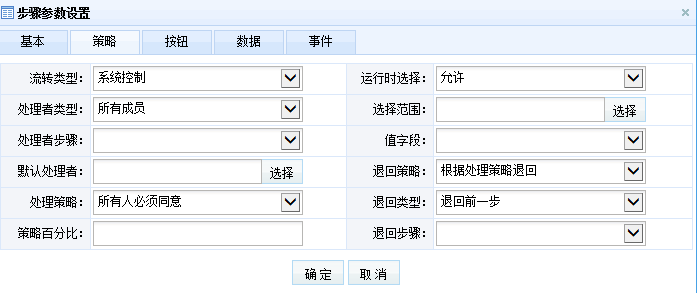 步骤参数设置
基本 策略 按钮 数据 事件
流转类型: 系统控制 运行时选择: 允许
处理者类型: 所有成员 选择范围: 选择
处理者步骤: 值字段:
默认处理者: 选择 退回策略: 根据处理策略退回
处理策略: 所有人必须同意 退回类型: 退回前一步
策略百分比: 退回步骤:
确 定 取 消